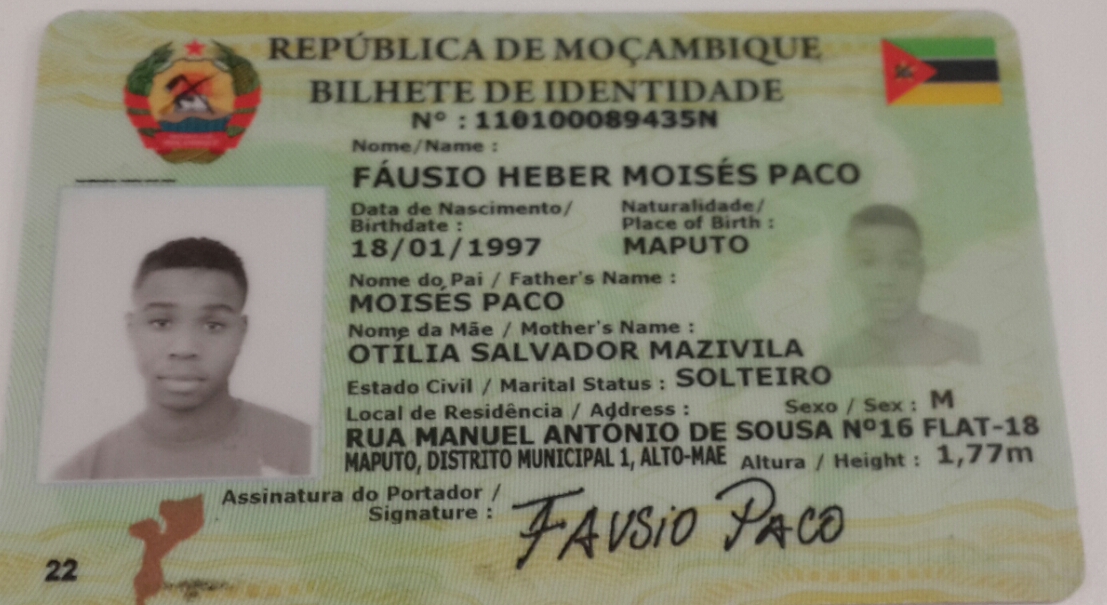 REPÚBLICA DE MOÇAMBIQUE
BILHETE DE IDENTIDADE
Nº : 110100089435N
Nome/Name :
FÁUSIO HEBER MOISÉS PACO
Data de Nascimento/ Naturalidade/
Birthdate : Place of Birth :
18/01/1997 MAPUTO
Nome do Pai / Father's Name :
MOISÉS PACO
Nome da Mãe / Mother's Name :
OTÍLIA SALVADOR MAZIVILA
Estado Civil / Marital Status : SOLTEIRO
Local de Residência / Address : Sexo / Sex : M
RUA MANUEL ANTÓNIO DE SOUSA Nº16 FLAT-18
MAPUTO, DISTRITO MUNICIPAL 1, ALTO-MAE Altura / Height : 1,77m
Assinatura do Portador /
Signature : FAUSIO PACO
22